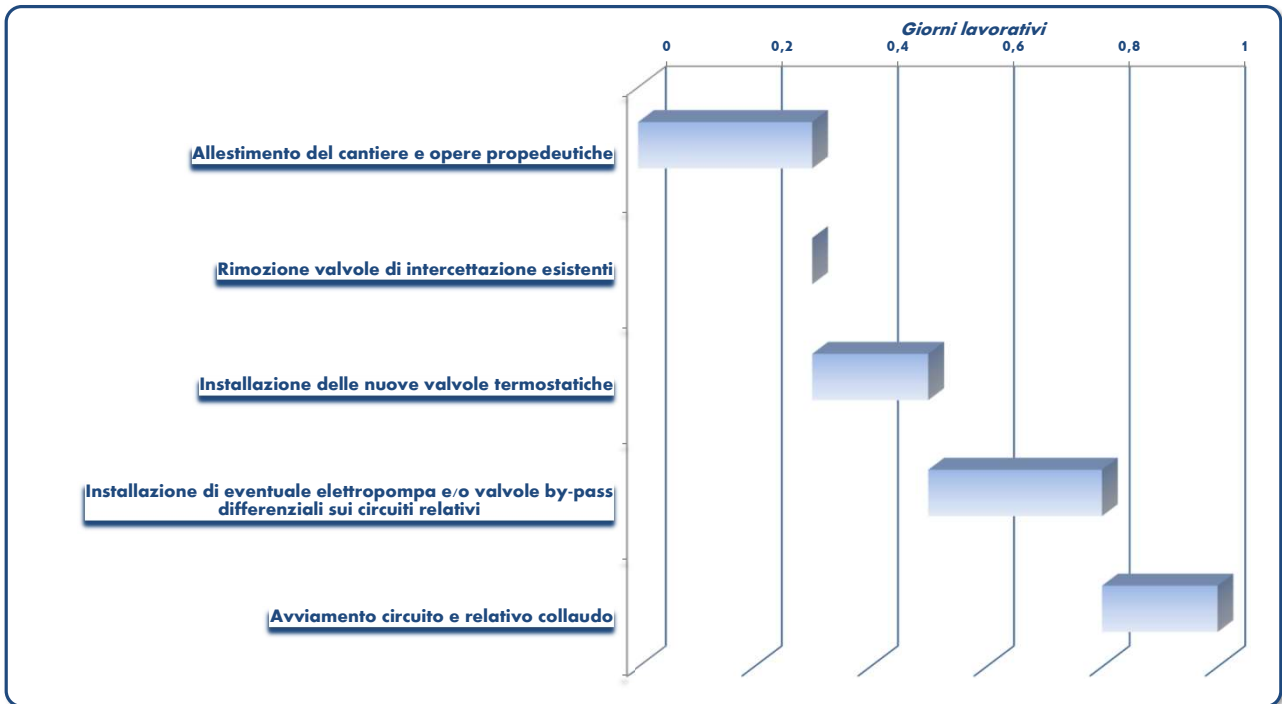 Giorni lavorativi
0 0,2 0,4 0,6 0,8 1
Allestimento del cantiere e opere propedeutiche
Rimozione valvole di intercettazione esistenti
Installazione delle nuove valvole termostatiche
Installazione di eventuale elettropompa e/o valvole by-pass
differenziali sui circuiti relativi
Avviamento circuito e relativo collaudo